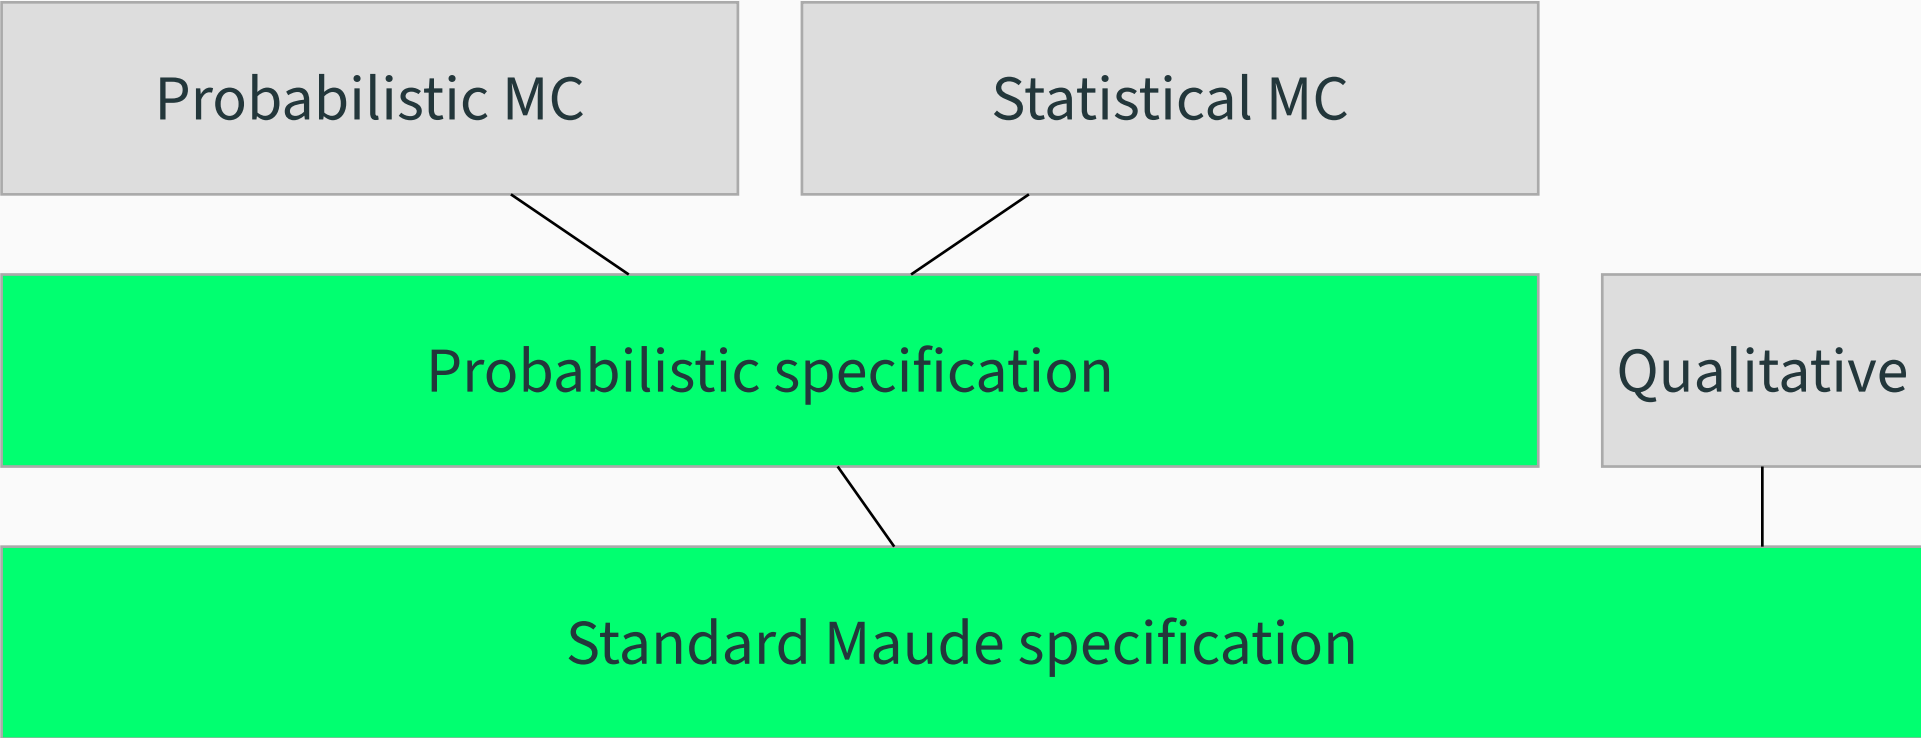 Probabilistic MC
Statistical MC
Probabilistic specification
Qualitative
Standard Maude specification